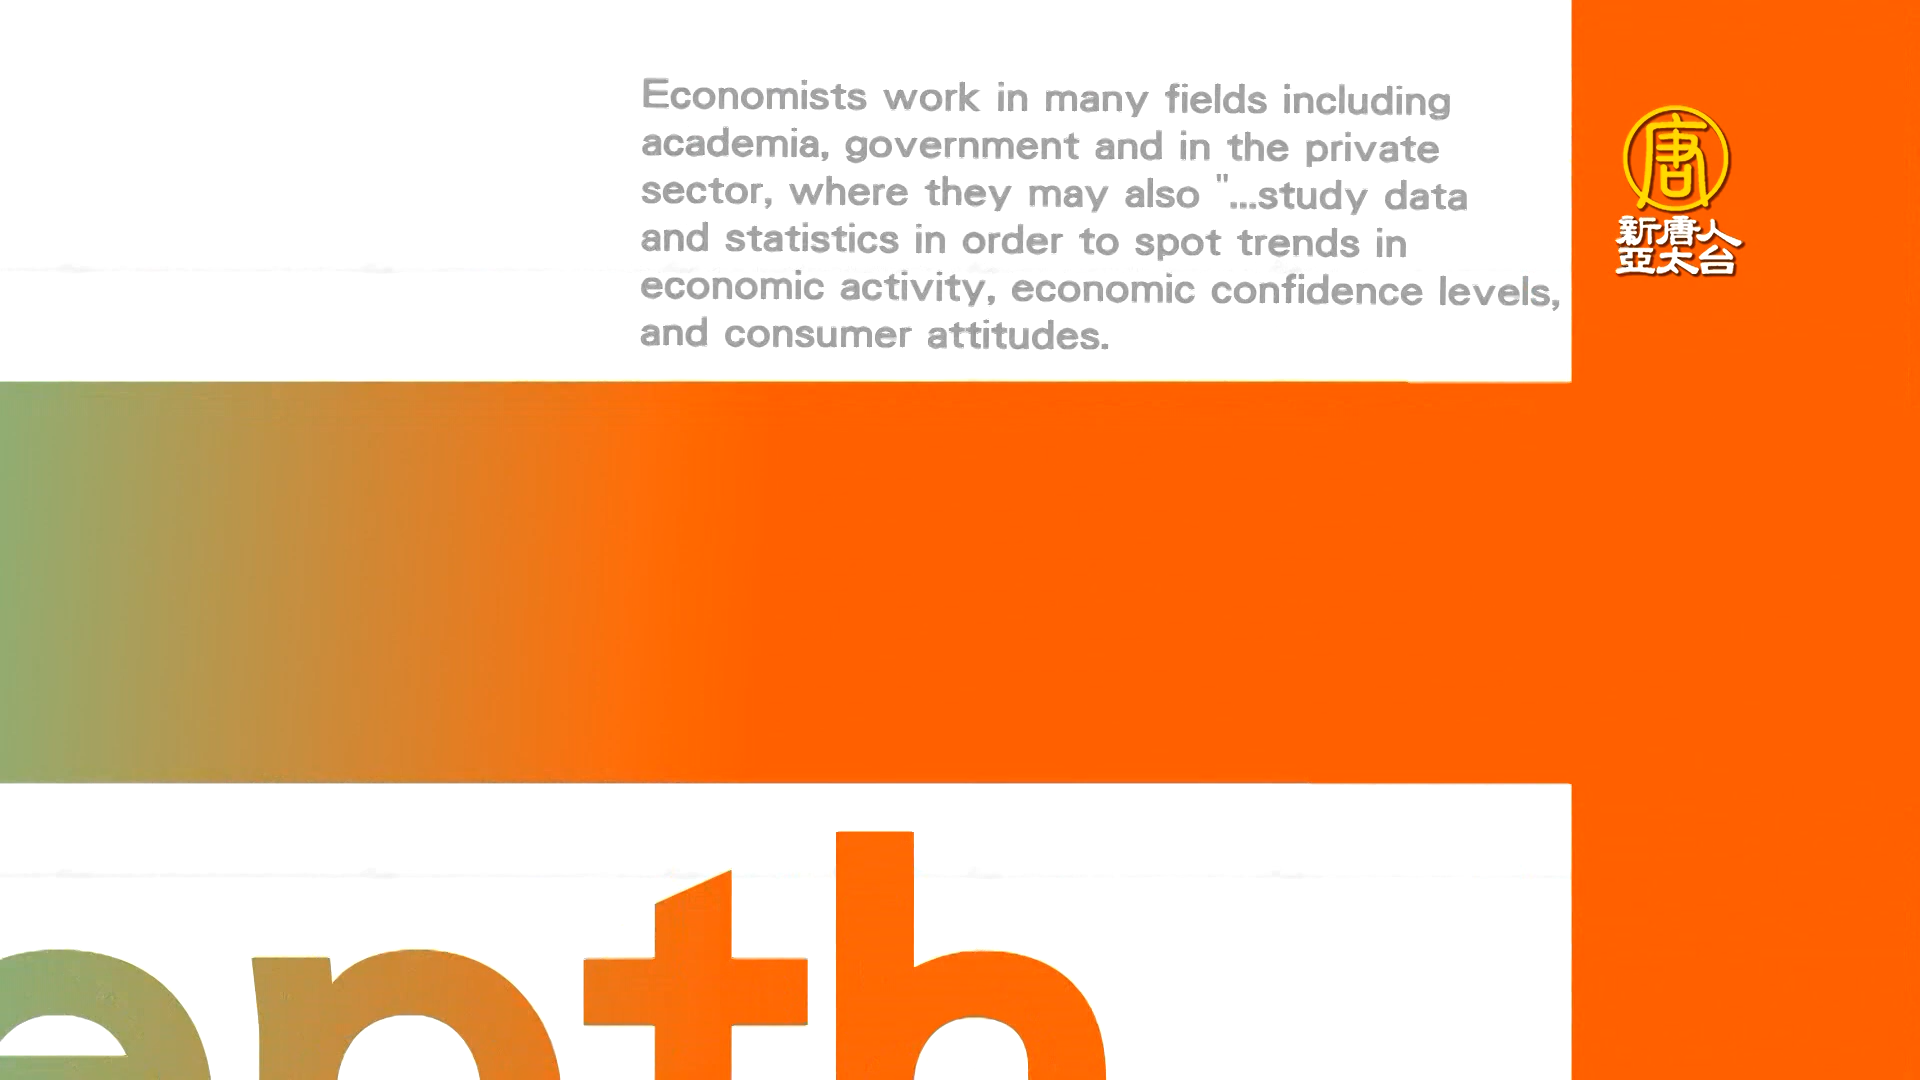 Economists work in many fields including
academia, government and in the private
sector, where they may also "...study data
and statistics in order to spot trends in
economic activity, economic confidence levels,
and consumer attitudes.
唐
新唐人
亞太台